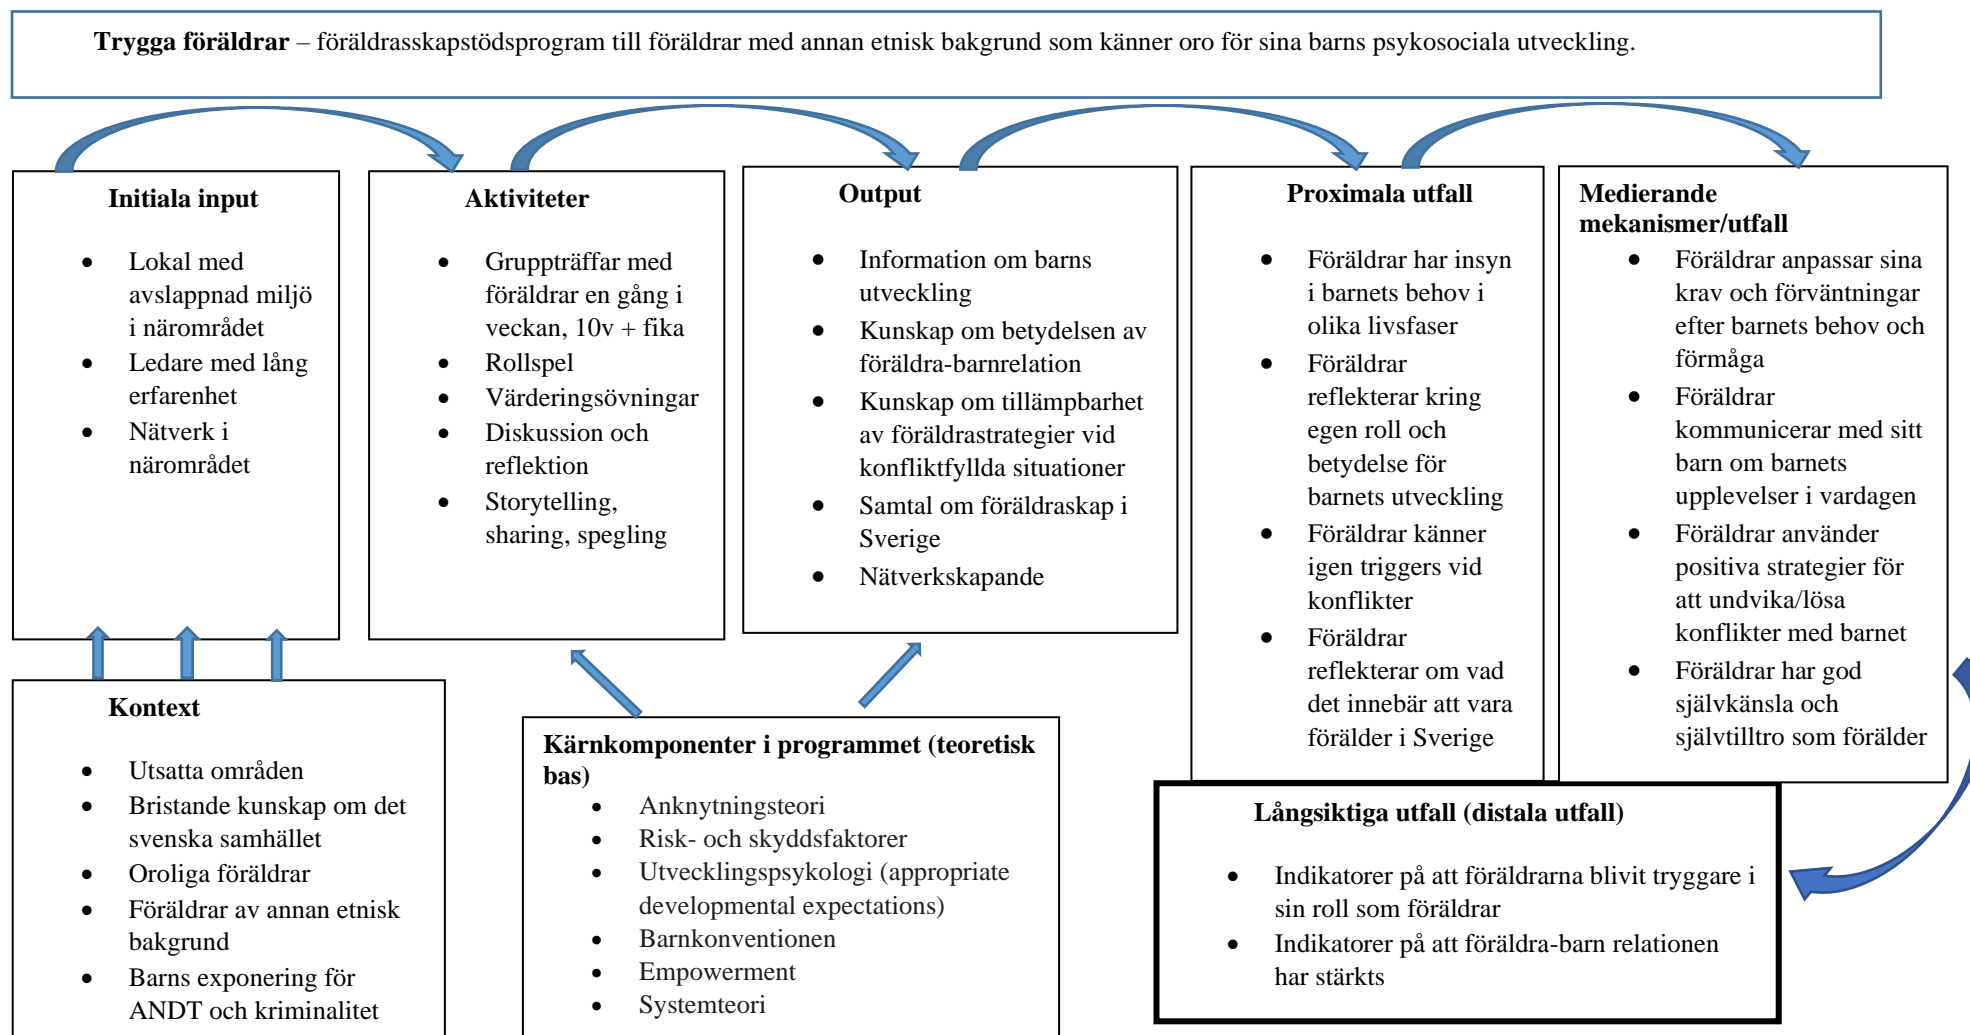 Trygga föräldrar – föräldrasskapstödsprogram till föräldrar med annan etnisk bakgrund som känner oro för sina barns psykosociala utveckling.
Initiala input
Lokal med
avslappnad miljö
i närområdet
Ledare med lång
erfarenhet
Nätverk i
närområdet
Aktiviteter
Gruppträffar med
föräldrar en gång i
veckan, 10v + fika
Rollspel
Värderingsövningar
Diskussion och
reflektion
Storytelling,
sharing, spegling
Output
Information om barns
utveckling
Kunskap om betydelsen av
föräldra-barnrelation
Kunskap om tillämpbarhet
av föräldrastrategier vid
konfliktfyllda situationer
Samtal om föräldraskap i
Sverige
Nätverkskapande
Proximala utfall
Föräldrar har insyn
i barnets behov i
olika livsfaser
Föräldrar
reflekterar kring
egen roll och
betydelse för
barnets utveckling
Föräldrar känner
igen triggers vid
konflikter
Föräldrar
reflekterar om vad
det innebär att vara
förälder i Sverige
Medierande
mekanismer/utfall
Föräldrar anpassar sina
krav och förväntningar
efter barnets behov och
förmåga
Föräldrar
kommunicerar med sitt
barn om barnets
upplevelser i vardagen
Föräldrar använder
positiva strategier för
att undvika/lösa
konflikter med barnet
Föräldrar har god
självkänsla och
självtilltro som förälder
Kontext
Utsatta områden
Bristande kunskap om det
svenska samhället
Oroliga föräldrar
Föräldrar av annan etnisk
bakgrund
Barns exponering för
ANDT och kriminalitet
Kärnkomponenter i programmet (teoretisk
bas)
Anknytningsteori
Risk- och skyddsfaktorer
Utvecklingspsykologi (appropriate
developmental expectations)
Barnkonventionen
Empowerment
Systemteori
Långsiktiga utfall (distala utfall)
Indikatorer på att föräldrarna blivit tryggare i
sin roll som föräldrar
Indikatorer på att föräldra-barn relationen
har stärkts